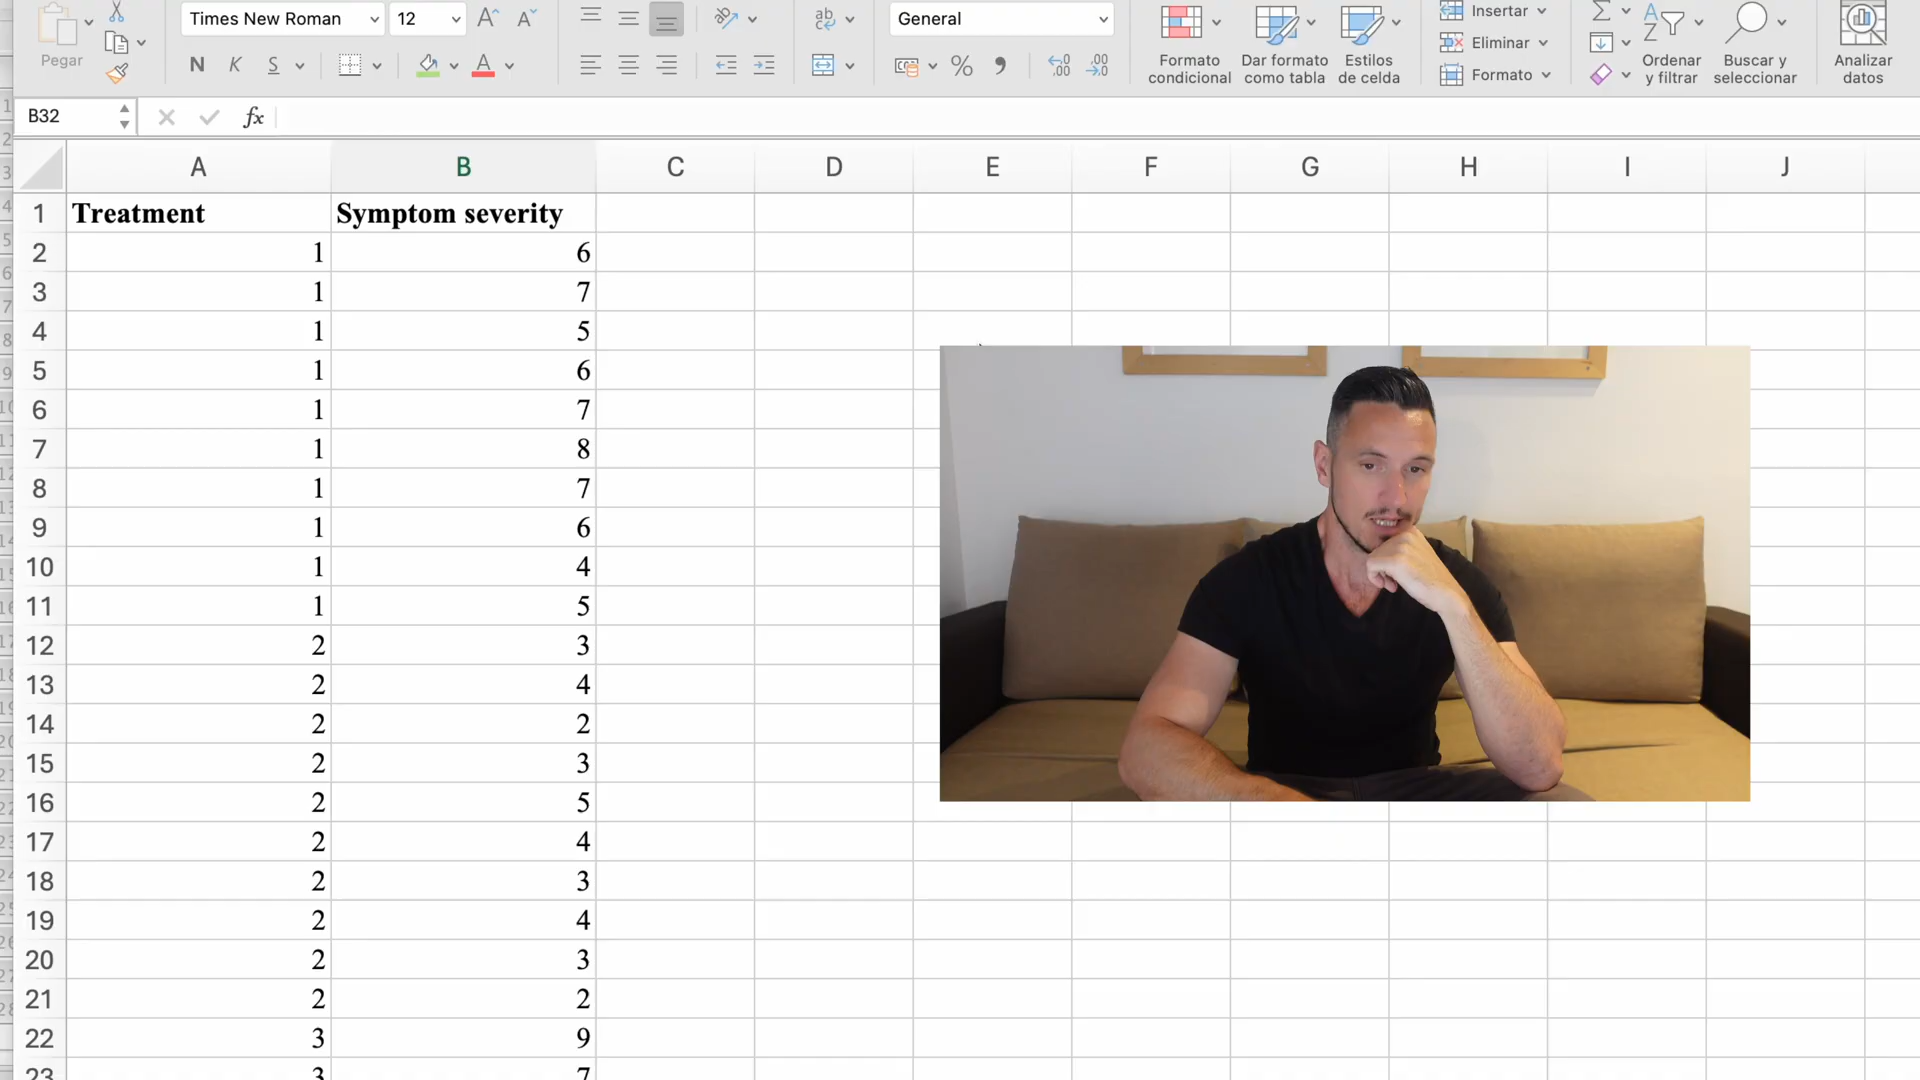 Times New Roman 12 General Insertar
Eliminar
Formato
Pegar N K S A
Formato condicional Dar formato como tabla Estilos de celda Ordenar y filtrar Buscar y seleccionar Analizar datos
B32 fx
A B C D E F G H I J
1 Treatment Symptom severity
2 1 6
3 1 7
4 1 5
5 1 6
6 1 7
7 1 8
8 1 7
9 1 6
10 1 4
11 1 5
12 2 3
13 2 4
14 2 2
15 2 3
16 2 5
17 2 4
18 2 3
19 2 4
20 2 3
21 2 2
22 3 9
23 3 7